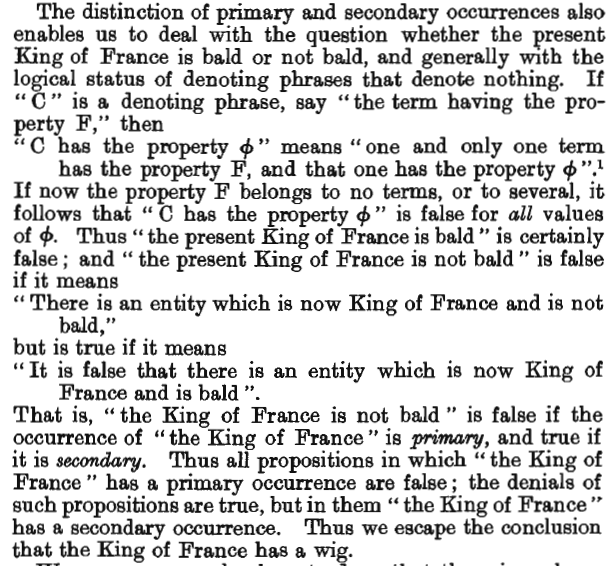 The distinction of primary and secondary occurrences also
enables us to deal with the question whether the present
King of France is bald or not bald, and generally with the
logical status of denoting phrases that denote nothing. If
“C” is a denoting phrase, say “the term having the pro-
perty F,” then
“C has the property ϕ” means “one and only one term
has the property F, and that one has the property ϕ”.¹
If now the property F belongs to no terms, or to several, it
follows that “C has the property ϕ” is false for all values
of ϕ. Thus “the present King of France is bald” is certainly
false; and “the present King of France is not bald” is false
if it means
“There is an entity which is now King of France and is not
bald,”
but is true if it means
“It is false that there is an entity which is now King of
France and is bald”.
That is, “the King of France is not bald” is false if the
occurrence of “the King of France” is primary, and true if
it is secondary. Thus all propositions in which “the King of
France” has a primary occurrence are false; the denials of
such propositions are true, but in them “the King of France”
has a secondary occurrence. Thus we escape the conclusion
that the King of France has a wig.